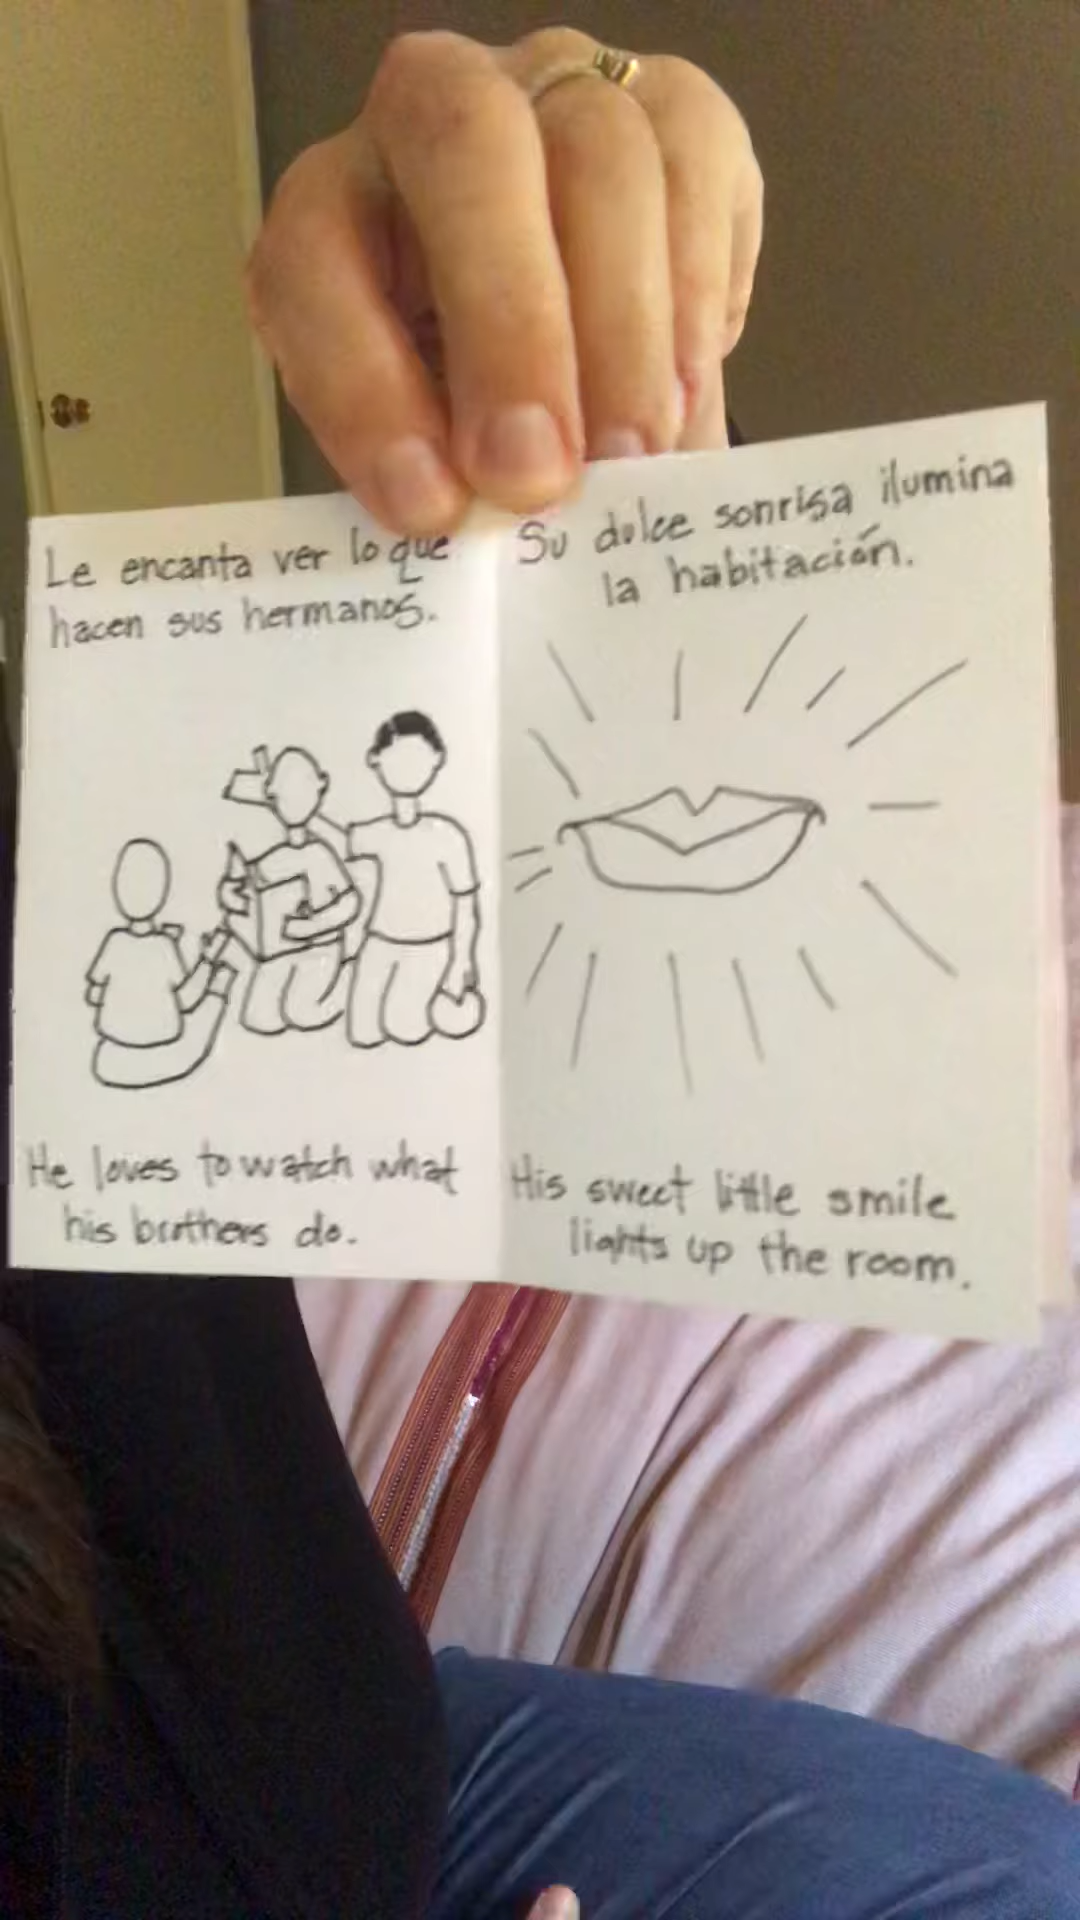 Le encanta ver lo que
hacen sus hermanos.
He loves to watch what
his brothers do.
Su dulce sonrisa ilumina
la habitación.
His sweet little smile
lights up the room.